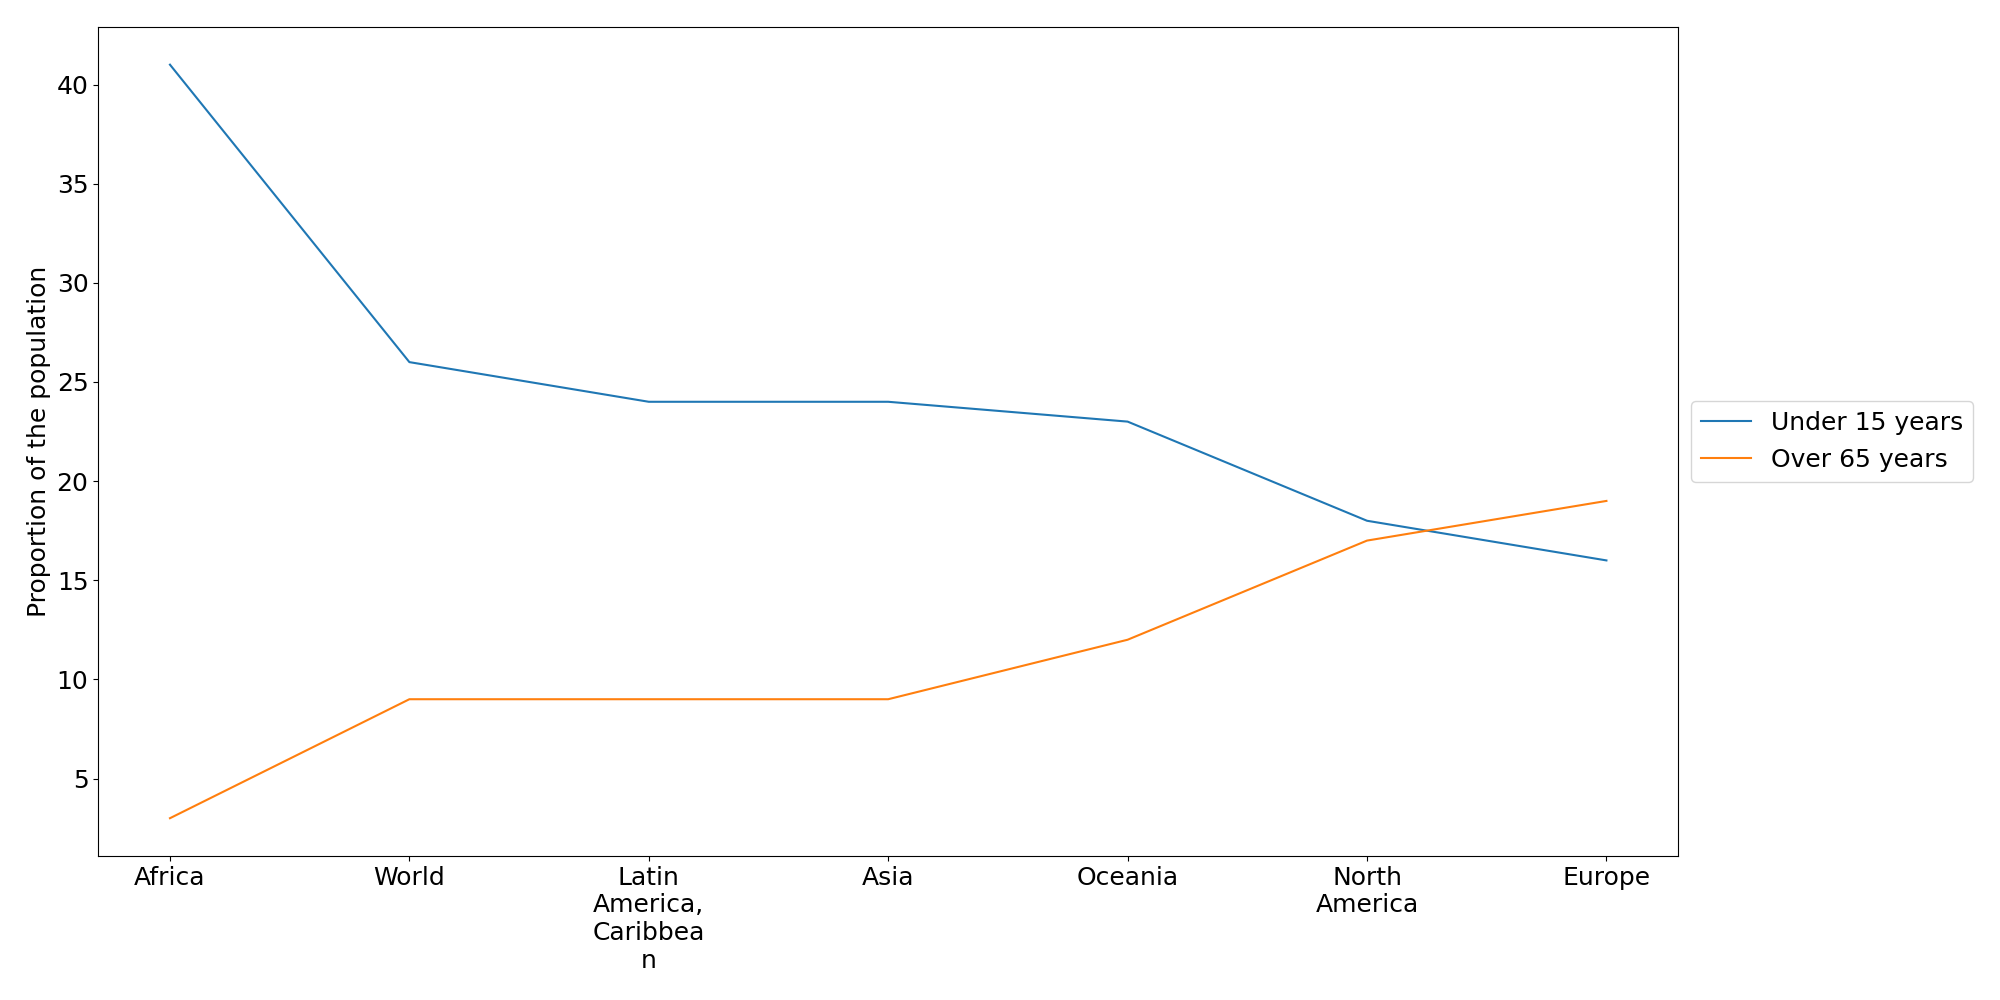 Proportion of the population
40
35
30
25
20
15
10
5
Africa
World
Latin
America,
Caribbea
n
Asia
Oceania
North
America
Europe
Under 15 years
Over 65 years